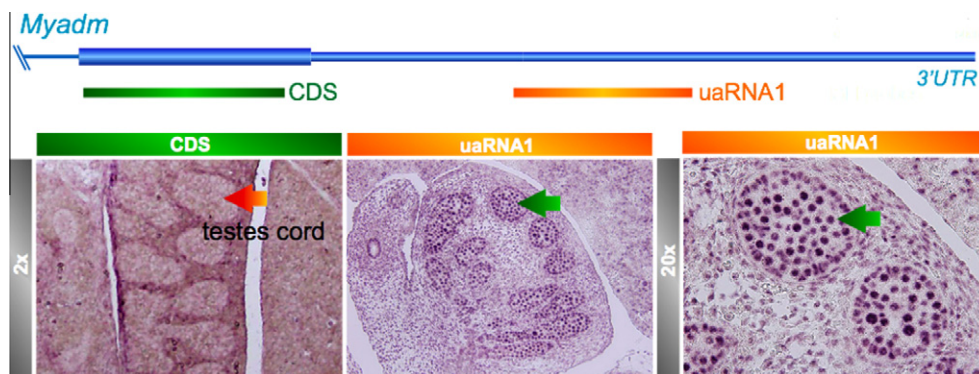 Myadm
3'UTR
CDS
uaRNA1
CDS
uaRNA1
uaRNA1
testes cord
2x
20x